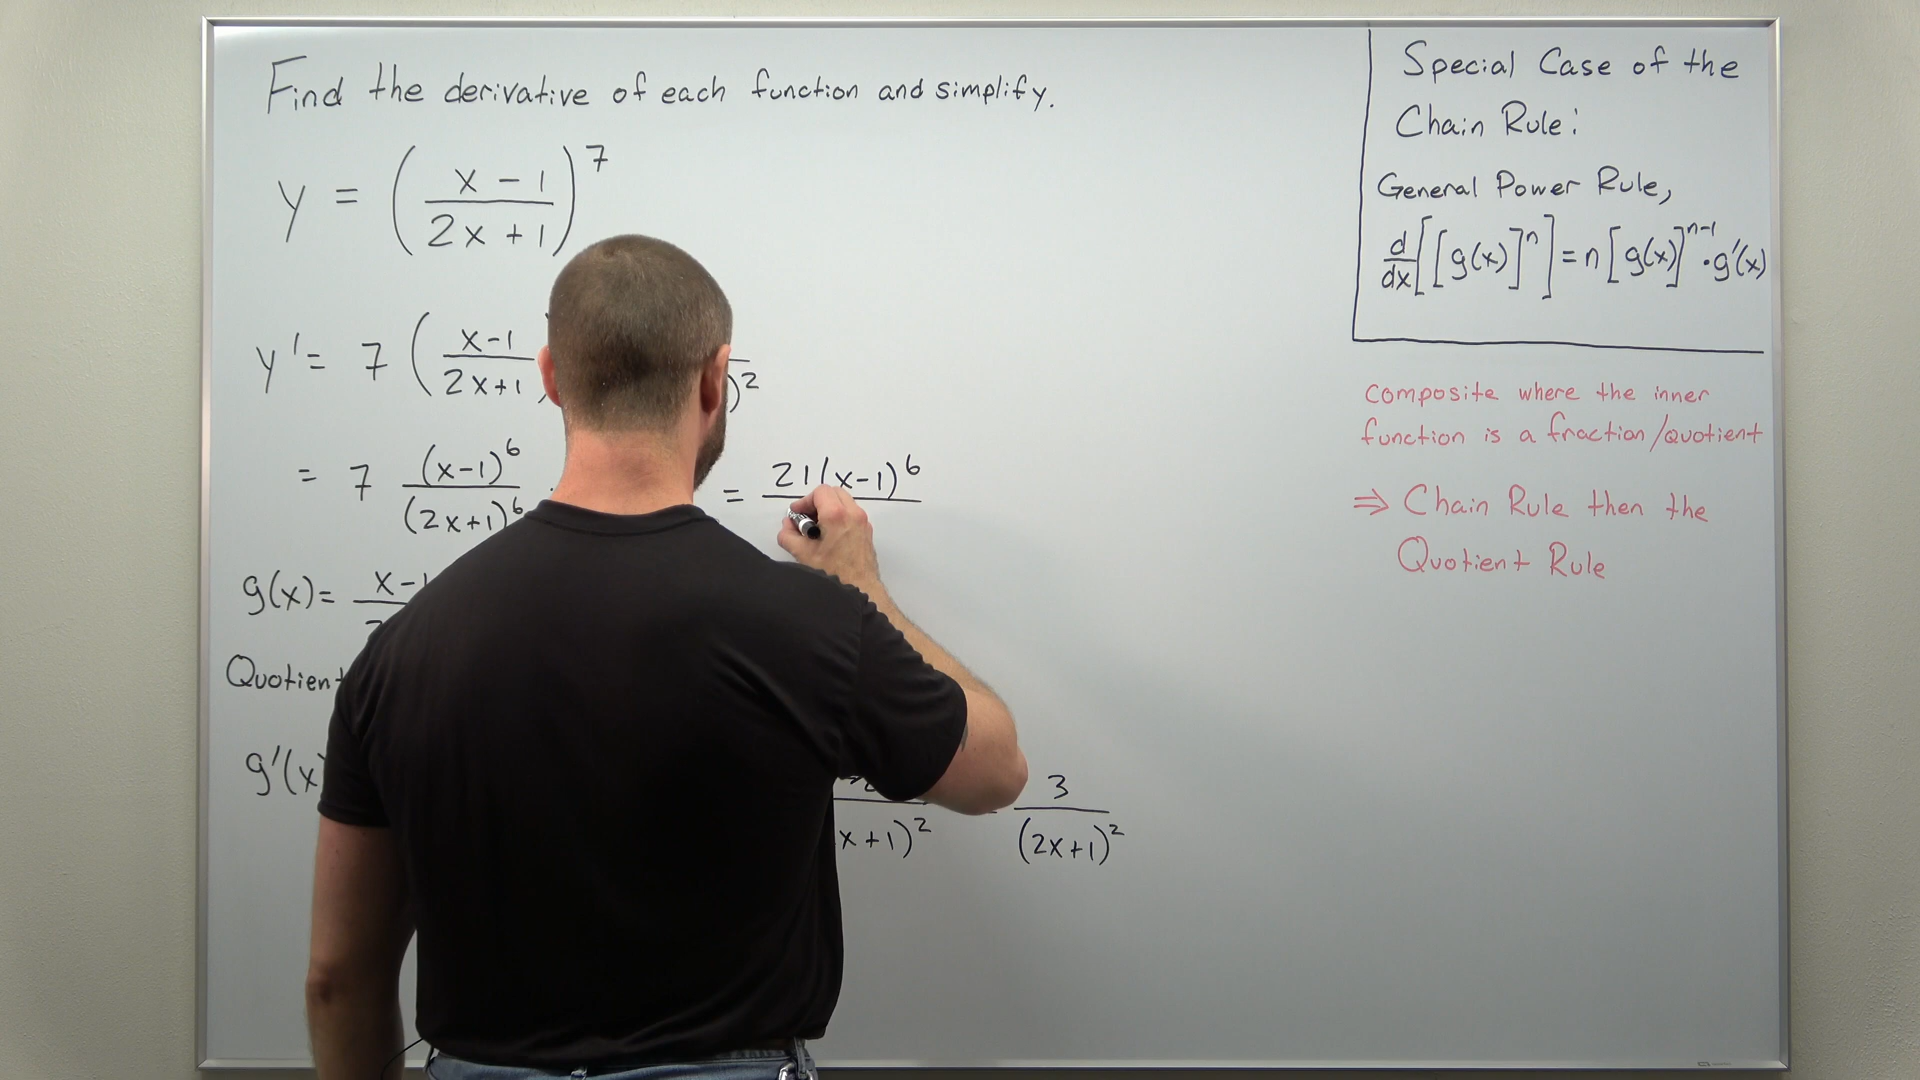 Find the derivative of each function and simplify.
y = ( (x - 1) / (2x + 1) )^7
y' = 7 ( (x-1) / (2x+1) )^2
= 7 (x-1)^6 / (2x+1)^6 = 21(x-1)^6
g(x) = x-1
Quotient
g'(x)
x+1)^2
3 / (2x+1)^2
Special Case of the
Chain Rule:
General Power Rule,
d/dx [ [g(x)]^n ] = n [g(x)]^(n-1) · g'(x)
composite where the inner
function is a fraction/quotient
⇒ Chain Rule then the
Quotient Rule